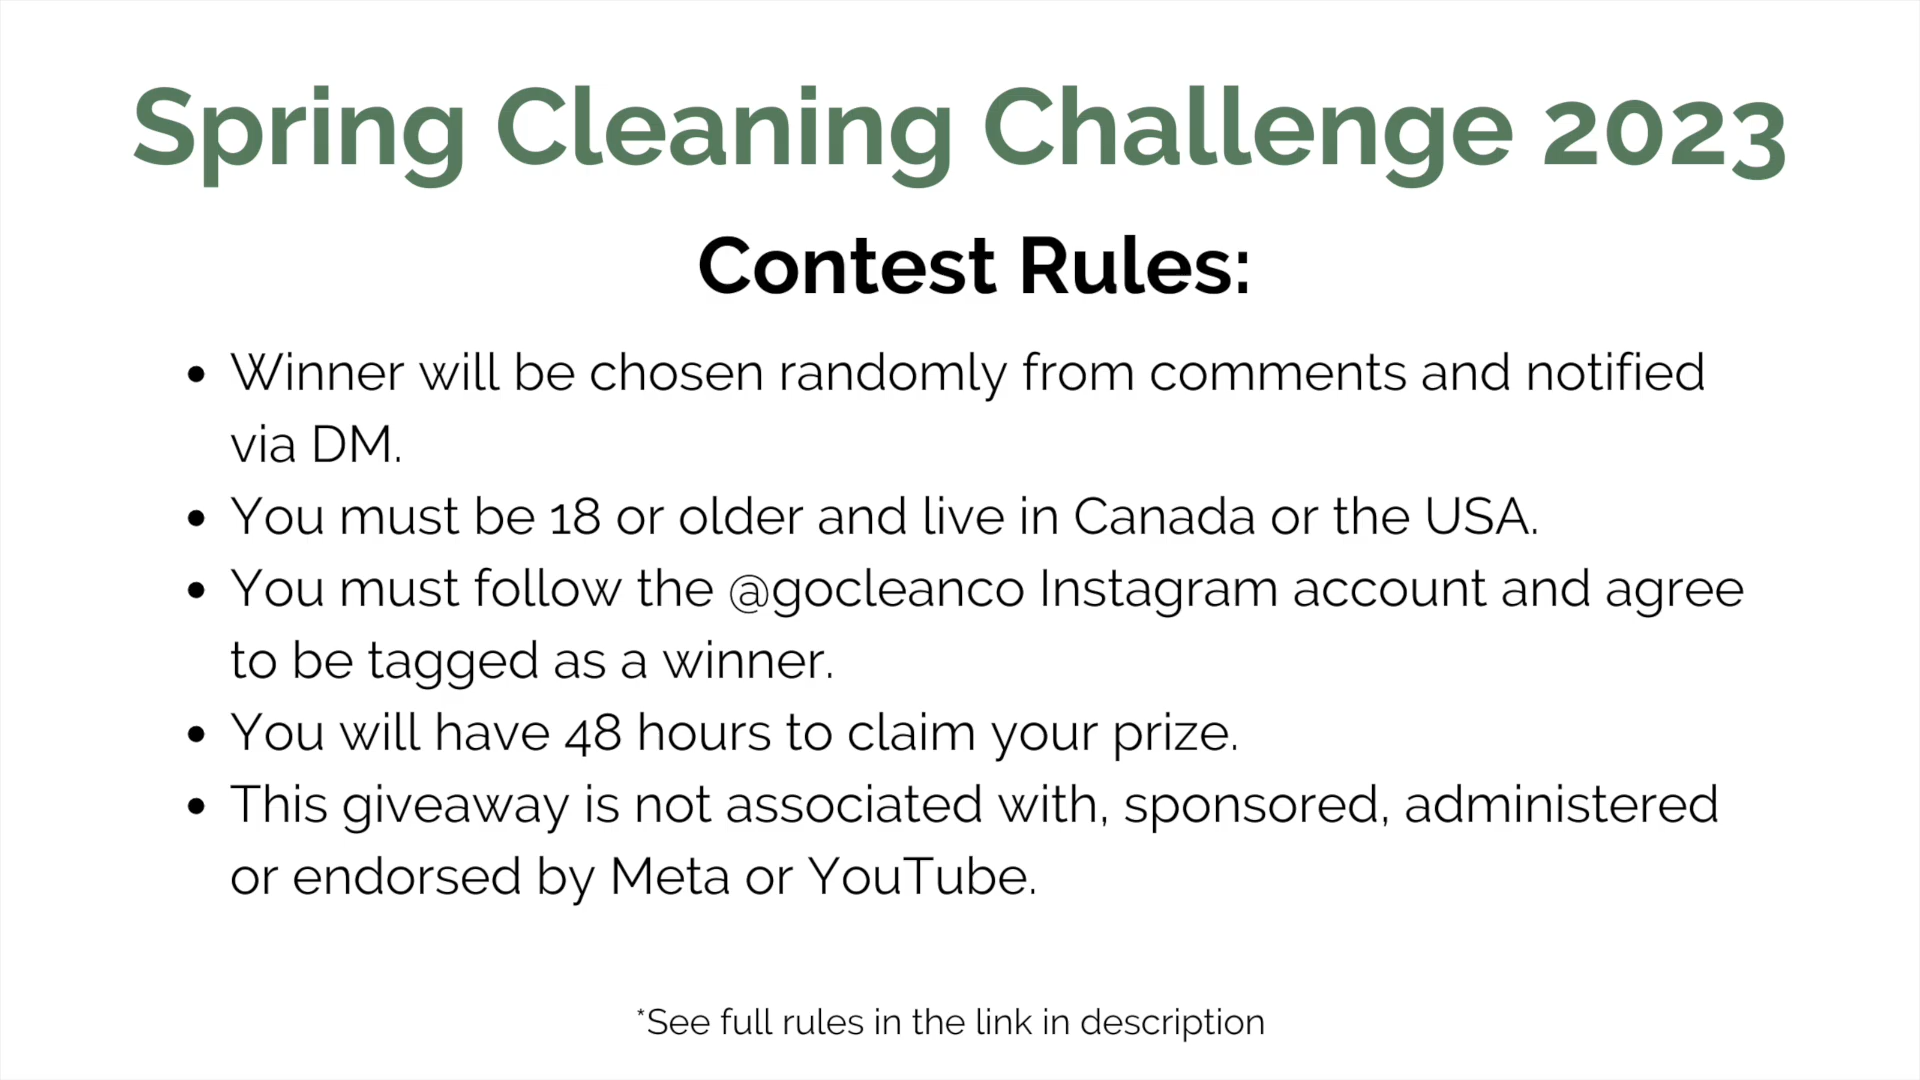 Spring Cleaning Challenge 2023
Contest Rules:
• Winner will be chosen randomly from comments and notified
via DM.
• You must be 18 or older and live in Canada or the USA.
• You must follow the @gocleanco Instagram account and agree
to be tagged as a winner.
• You will have 48 hours to claim your prize.
• This giveaway is not associated with, sponsored, administered
or endorsed by Meta or YouTube.
*See full rules in the link in description